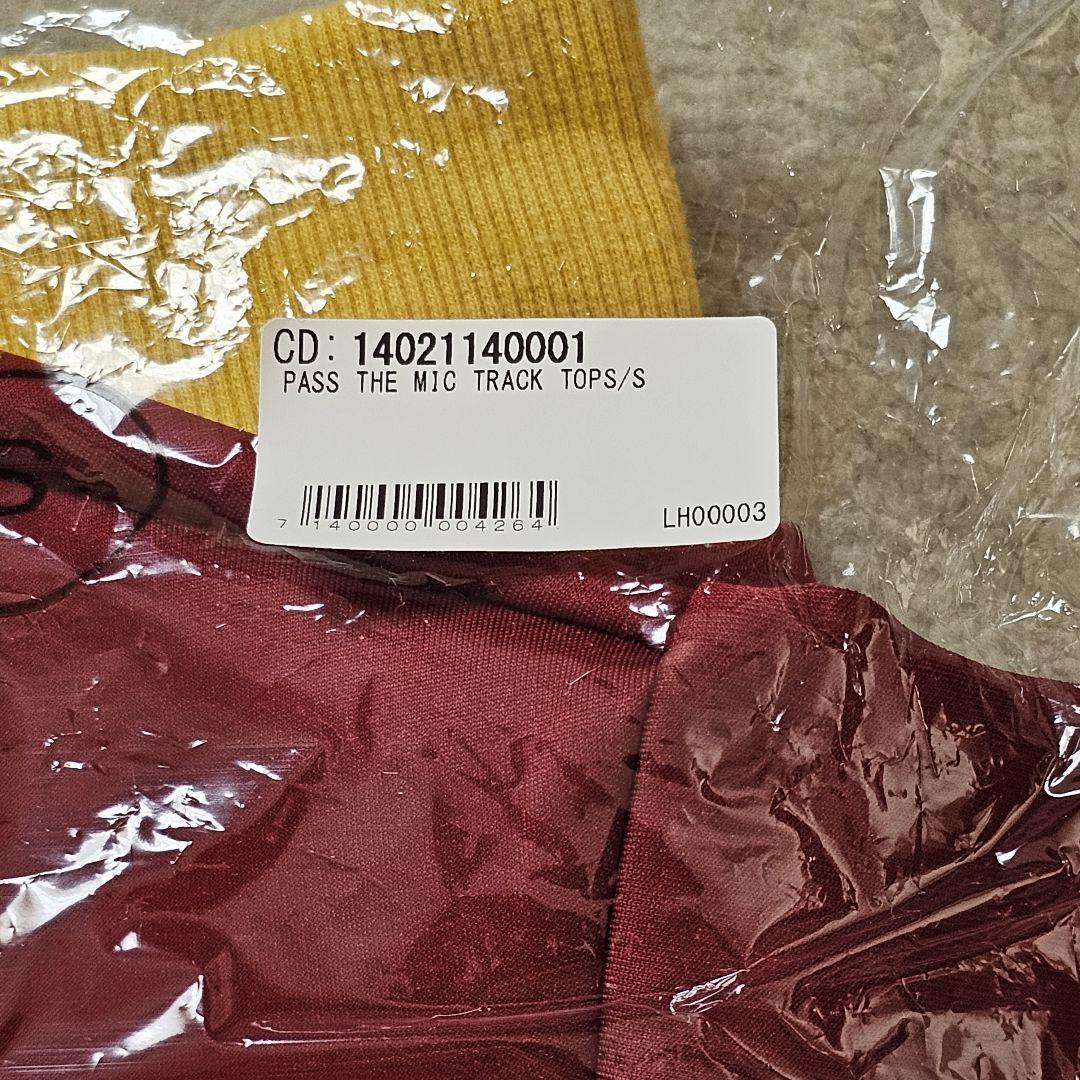 CD: 14021140001
PASS THE MIC TRACK TOPS/S
7 140000 004264
LH00003